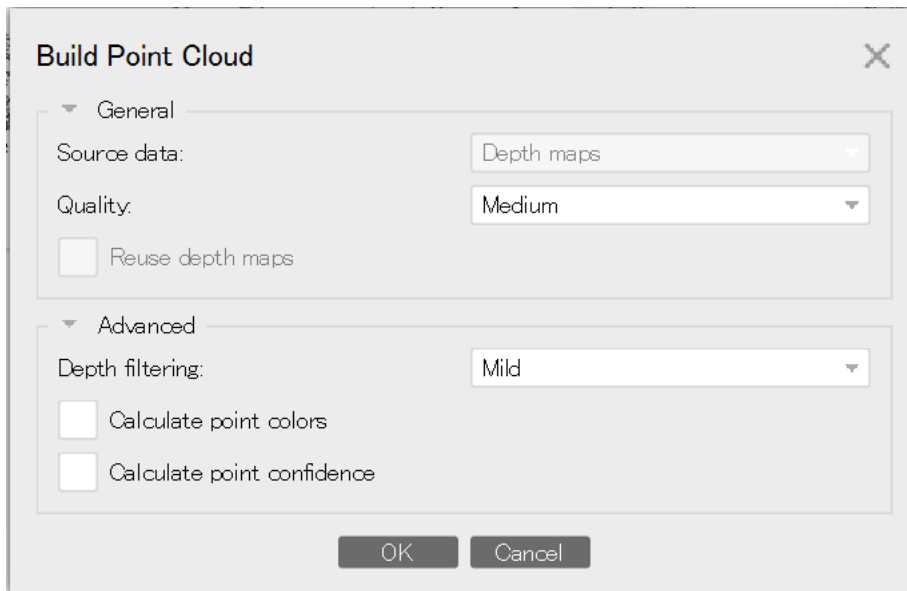 Build Point Cloud
General
Source data: Depth maps
Quality: Medium
Reuse depth maps
Advanced
Depth filtering: Mild
Calculate point colors
Calculate point confidence
OK Cancel